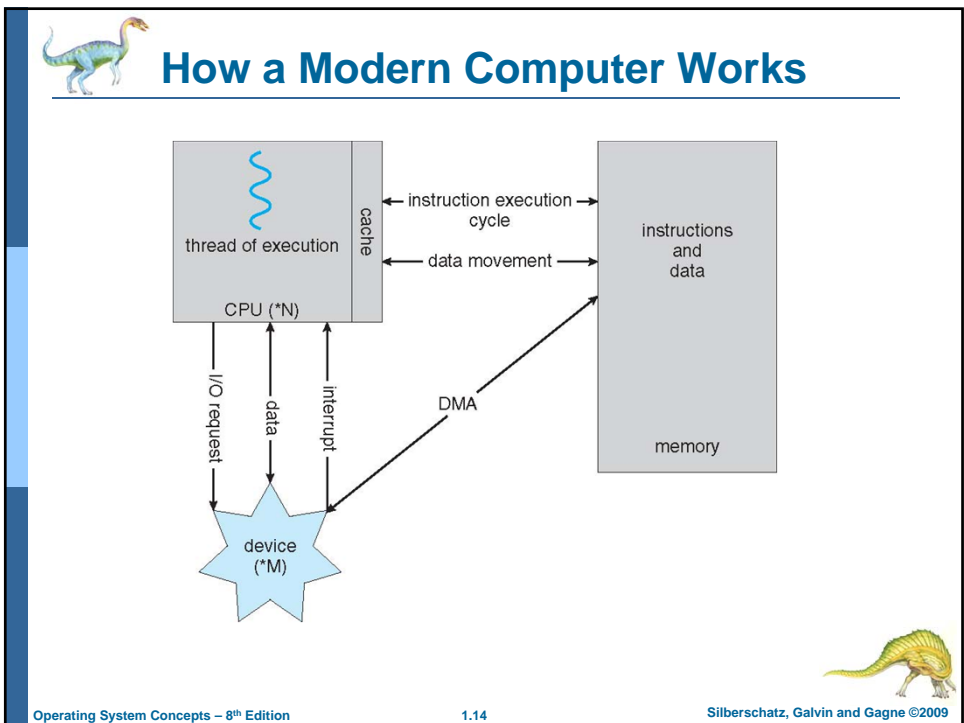 How a Modern Computer Works
thread of execution
cache
CPU (*N)
instruction execution
cycle
data movement
instructions
and
data
memory
I/O request
data
interrupt
DMA
device
(*M)
Operating System Concepts – 8th Edition
1.14
Silberschatz, Galvin and Gagne ©2009